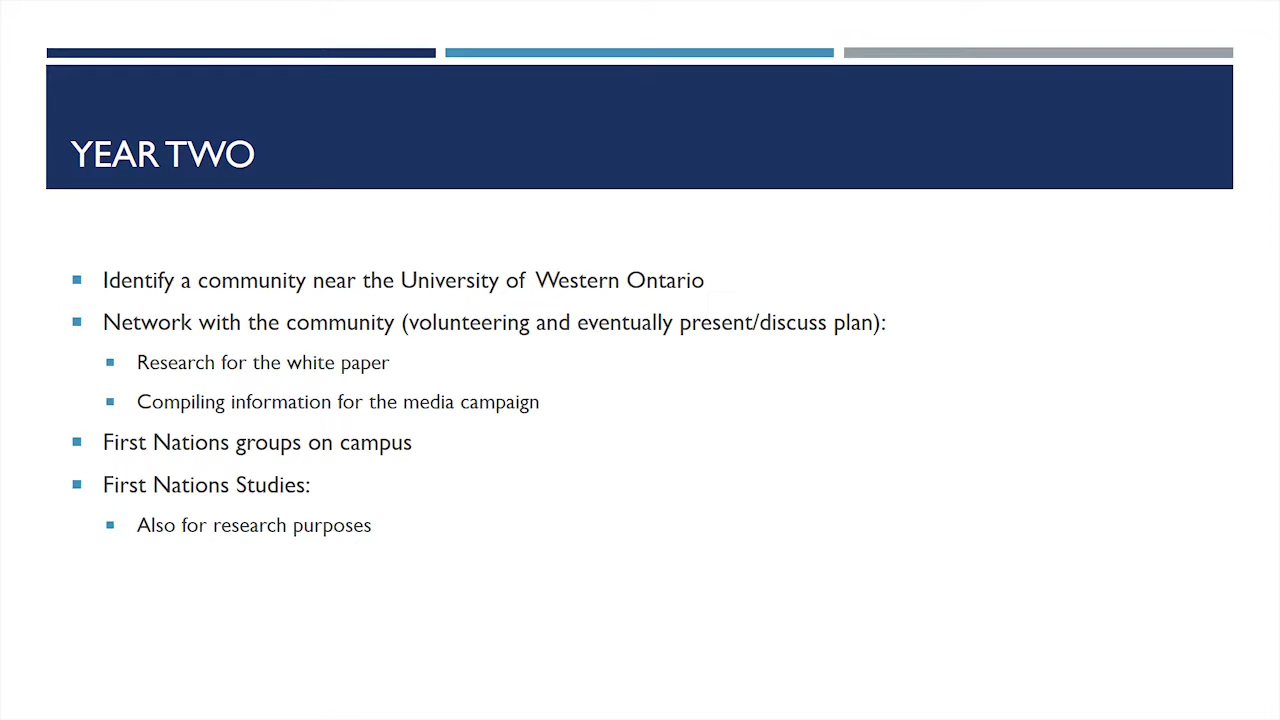 YEAR TWO
Identify a community near the University of Western Ontario
Network with the community (volunteering and eventually present/discuss plan):
Research for the white paper
Compiling information for the media campaign
First Nations groups on campus
First Nations Studies:
Also for research purposes